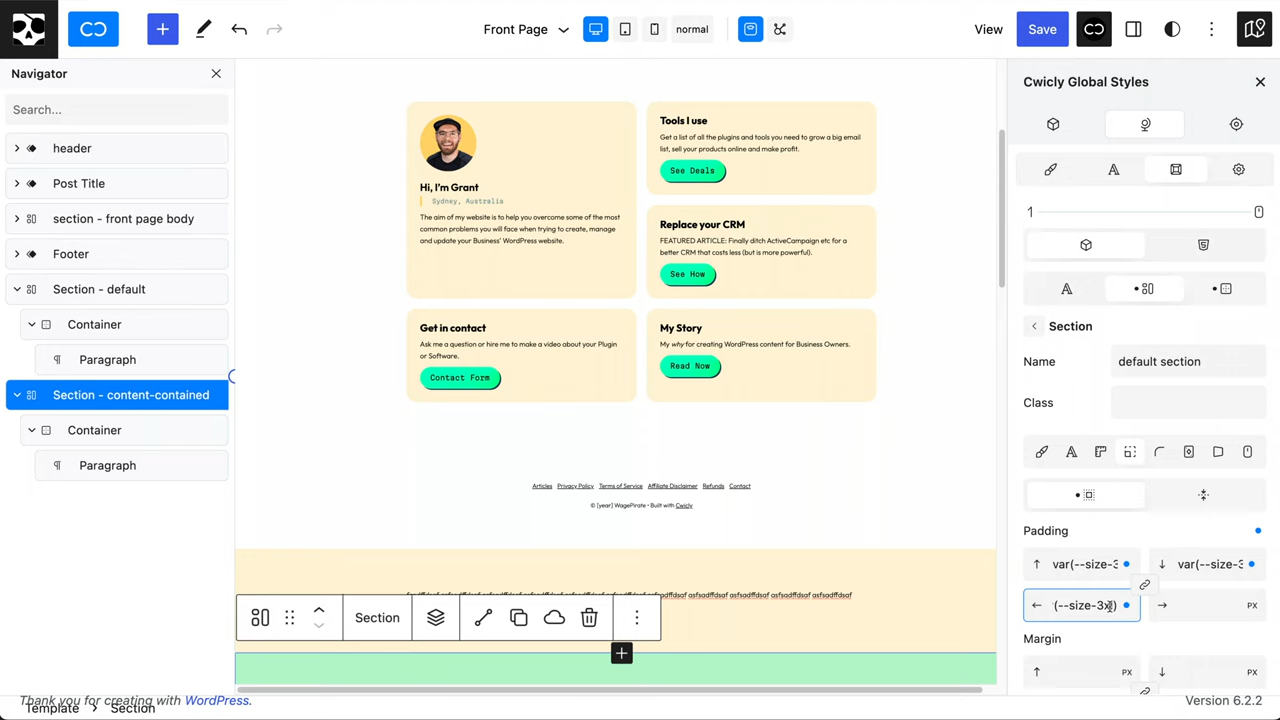 Front Page
normal
View
Save
Navigator
Search...
header
Post Title
section - front page body
Footer
Section - default
Container
Paragraph
Section - content-contained
Container
Paragraph
Hi, I'm Grant
Sydney, Australia
The aim of my website is to help you overcome some of the most
common problems you will face when trying to create, manage
and update your Business' WordPress website.
Tools I use
Get a list of all the plugins and tools you need to grow a big email
list, sell your products online and make profit.
See Deals
Replace your CRM
FEATURED ARTICLE: Finally ditch ActiveCampaign etc for a
better CRM that costs less (but is more powerful).
See How
Get in contact
Ask me a question or hire me to make a video about your Plugin
or Software.
Contact Form
My Story
My why for creating WordPress content for Business Owners.
Read Now
Articles Privacy Policy Terms of Service Affiliate Disclaimer Refunds Contact
© [year] WagePirate • Built with Cwicly
asfsadffdsaf asfsadffdsaf asfsadffdsaf
Section
Cwicly Global Styles
1
Section
Name
default section
Class
Padding
var(--size-3
var(--size-3
(--size-3xl)
PX
Margin
PX
PX
Thank you for creating with WordPress.
Version 6.2.2
Template
Section